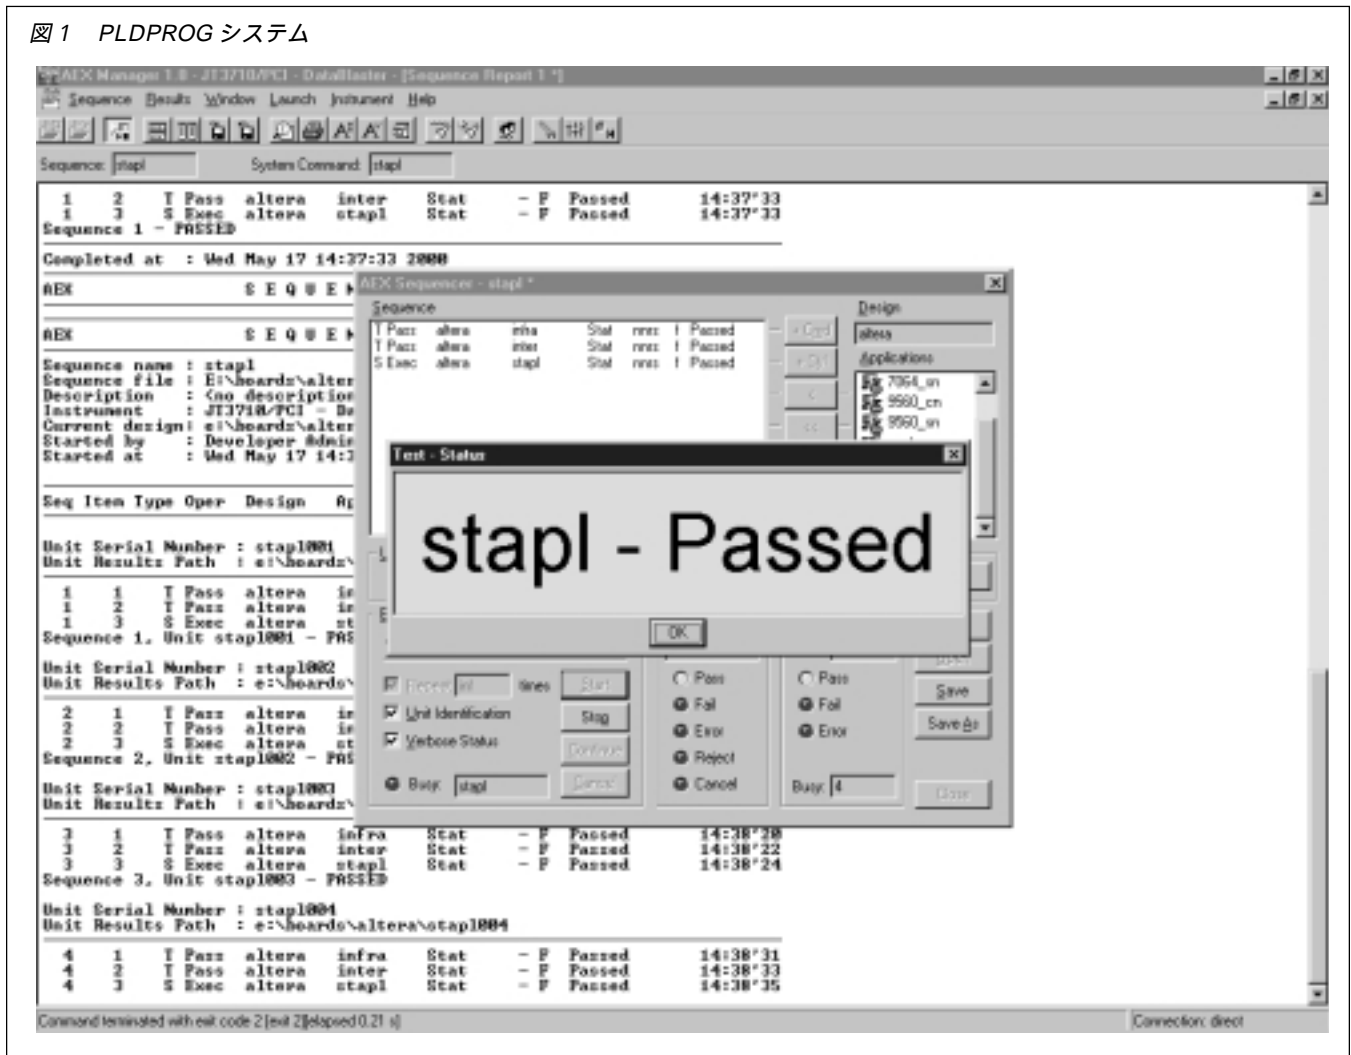 図 1 PLDPROG システム
AEX Manager 1.0 - JT3710/PCI - DataBlaster - [Sequence Report 1 *]
Sequence Results Window Launch Instrument Help
Sequence: stapl System Command: stapl
1 2 T Pass altera inter Stat - F Passed 14:37'33
1 3 S Exec altera stapl Stat - F Passed 14:37'33
Sequence 1 - PASSED
Completed at : Wed May 17 14:37:33 2000
AEX S E Q U E
AEX S E Q U E
Sequence name : stapl
Sequence file : E:\boards\alter
Description : <no description
Instrument : JT3710/PCI - Da
Current design: e:\boards\alter
Started by : Developer Admin
Started at : Wed May 17 14:3
Seq Item Type Oper Design Ap
Unit Serial Number : stapl001
Unit Results Path : e:\boards\
1 1 T Pass altera in
1 2 T Pass altera in
1 3 S Exec altera st
Sequence 1, Unit stapl001 - PAS
Unit Serial Number : stapl002
Unit Results Path : e:\boards\
2 1 T Pass altera in
2 2 T Pass altera in
2 3 S Exec altera st
Sequence 2, Unit stapl002 - PAS
Unit Serial Number : stapl003
Unit Results Path : e:\boards\
3 1 T Pass altera infra Stat - F Passed 14:38'20
3 2 T Pass altera inter Stat - F Passed 14:38'22
3 3 S Exec altera stapl Stat - F Passed 14:38'24
Sequence 3, Unit stapl003 - PASSED
Unit Serial Number : stapl004
Unit Results Path : e:\boards\altera\stapl004
4 1 T Pass altera infra Stat - F Passed 14:38'31
4 2 T Pass altera inter Stat - F Passed 14:38'33
4 3 S Exec altera stapl Stat - F Passed 14:38'35
AEX Sequencer - stapl *
Sequence
T Pass altera infra Stat nnrs f Passed
T Pass altera inter Stat nnrs f Passed
S Exec altera stapl Stat nnrs f Passed
Design
altera
Applications
7064_sn
9560_cn
9560_sn
Test - Status
stapl - Passed
OK
Repeat inf times Start
Unit Identification Stop
Verbose Status Continue
Busy: stapl Cancel
Pass
Fail
Error
Reject
Cancel
Pass
Fail
Error
Busy: 4
Save
Save As
Close
Command terminated with exit code 2 [exit 2][elapsed 0.21 s] Connection: direct